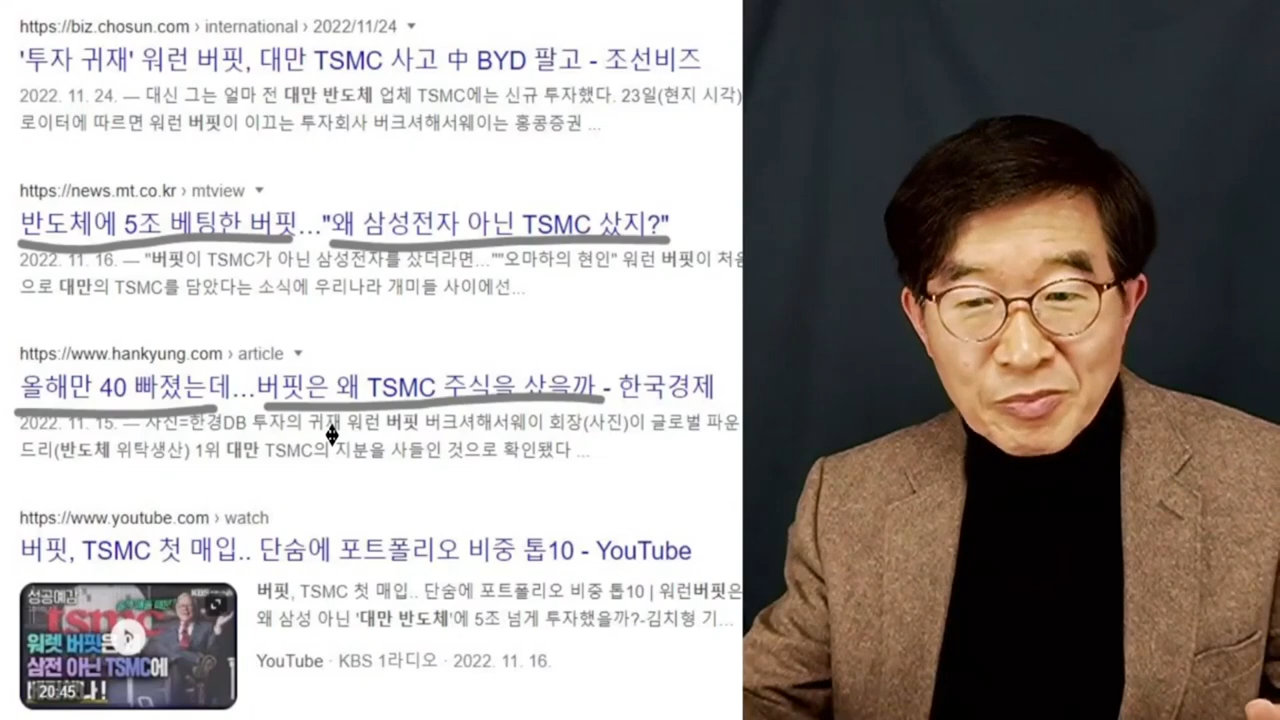 https://biz.chosun.com › international › 2022/11/24
'투자 귀재' 워런 버핏, 대만 TSMC 사고 中 BYD 팔고 - 조선비즈
2022. 11. 24. — 대신 그는 얼마 전 대만 반도체 업체 TSMC에는 신규 투자했다. 23일(현지 시각)
로이터에 따르면 워런 버핏이 이끄는 투자회사 버크셔해서웨이는 홍콩증권 ...
https://news.mt.co.kr › mtview
반도체에 5조 베팅한 버핏..."왜 삼성전자 아닌 TSMC 샀지?"
2022. 11. 16. — "버핏이 TSMC가 아닌 삼성전자를 샀더라면...""오마하의 현인" 워런 버핏이 처음
으로 대만의 TSMC를 담았다는 소식에 우리나라 개미들 사이에선...
https://www.hankyung.com › article
올해만 40 빠졌는데...버핏은 왜 TSMC 주식을 샀을까 - 한국경제
2022. 11. 15. — 사진=한경DB 투자의 귀재 워런 버핏 버크셔해서웨이 회장(사진)이 글로벌 파운
드리(반도체 위탁생산) 1위 대만 TSMC의 지분을 사들인 것으로 확인됐다 ...
https://www.youtube.com › watch
버핏, TSMC 첫 매입.. 단숨에 포트폴리오 비중 톱10 - YouTube
버핏, TSMC 첫 매입.. 단숨에 포트폴리오 비중 톱10 | 워런버핏은
왜 삼성 아닌 '대만 반도체'에 5조 넘게 투자했을까?-김치형 기...
YouTube · KBS 1라디오 · 2022. 11. 16.
성공예감
tsmc
워렛 버핏은
삼전 아닌 TSMC에
20:45